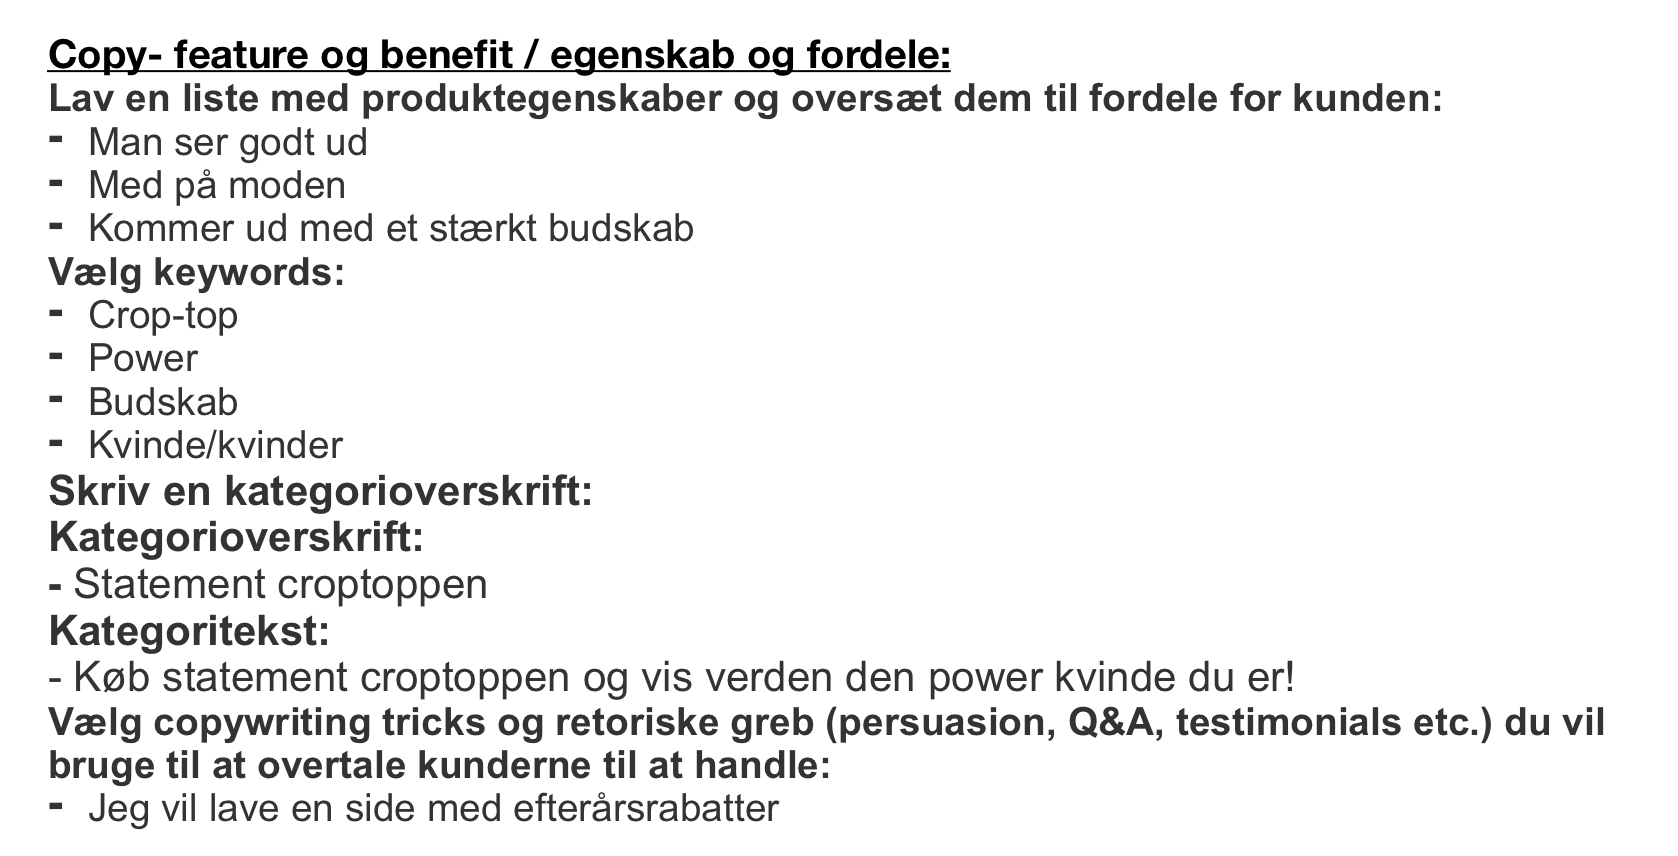 Copy- feature og benefit / egenskab og fordele:
Lav en liste med produktegenskaber og oversæt dem til fordele for kunden:
- Man ser godt ud
- Med på moden
- Kommer ud med et stærkt budskab
Vælg keywords:
- Crop-top
- Power
- Budskab
- Kvinde/kvinder
Skriv en kategorioverskrift:
Kategorioverskrift:
- Statement croptoppen
Kategoritekst:
- Køb statement croptoppen og vis verden den power kvinde du er!
Vælg copywriting tricks og retoriske greb (persuasion, Q&A, testimonials etc.) du vil
bruge til at overtale kunderne til at handle:
- Jeg vil lave en side med efterårsrabatter